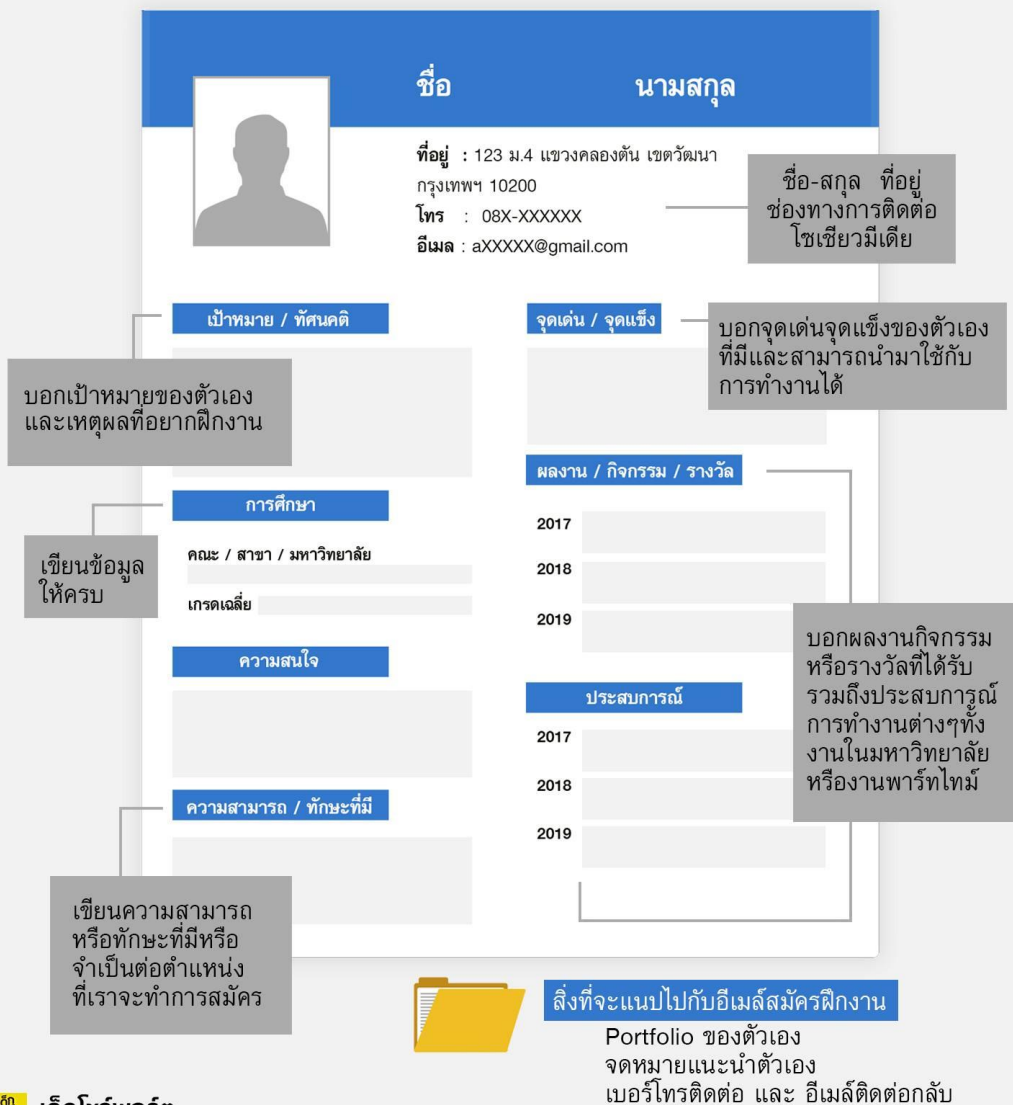 ชื่อ นามสกุล
ที่อยู่ : 123 ม.4 แขวงคลองตัน เขตวัฒนา
กรุงเทพฯ 10200
โทร : 08X-XXXXXX
อีเมล : aXXXXX@gmail.com
ชื่อ-สกุล ที่อยู่
ช่องทางการติดต่อ
โซเชียวมีเดีย
เป้าหมาย / ทัศนคติ
บอกเป้าหมายของตัวเอง
และเหตุผลที่อยากฝึกงาน
จุดเด่น / จุดแข็ง
บอกจุดเด่นจุดแข็งของตัวเอง
ที่มีและสามารถนำมาใช้กับ
การทำงานได้
การศึกษา
คณะ / สาขา / มหาวิทยาลัย
เกรดเฉลี่ย
เขียนข้อมูล
ให้ครบ
ผลงาน / กิจกรรม / รางวัล
2017
2018
2019
บอกผลงานกิจกรรม
หรือรางวัลที่ได้รับ
รวมถึงประสบการณ์
การทำงานต่างๆทั้ง
งานในมหาวิทยาลัย
หรืองานพาร์ทไทม์
ความสนใจ
ประสบการณ์
2017
2018
2019
ความสามารถ / ทักษะที่มี
เขียนความสามารถ
หรือทักษะที่มีหรือ
จำเป็นต่อตำแหน่ง
ที่เราจะทำการสมัคร
สิ่งที่จะแนปไปกับอีเมล์สมัครฝึกงาน
Portfolio ของตัวเอง
จดหมายแนะนำตัวเอง
เบอร์โทรติดต่อ และ อีเมล์ติดต่อกลับ